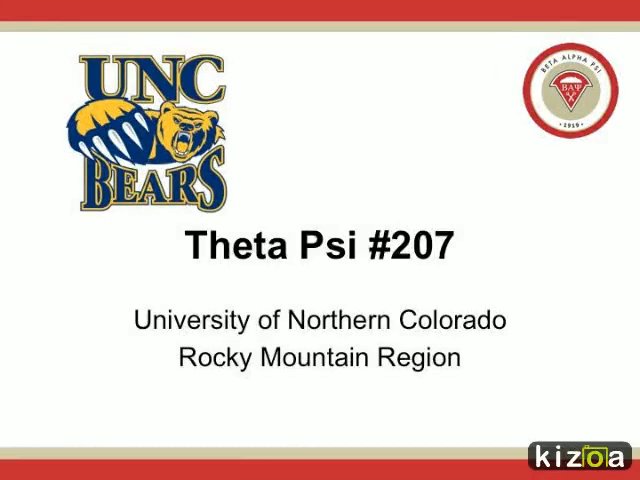 UNC
BEARS
BETA ALPHA PSI
ΒΑΨ
• 1919 •
Theta Psi #207
University of Northern Colorado
Rocky Mountain Region
kizoa